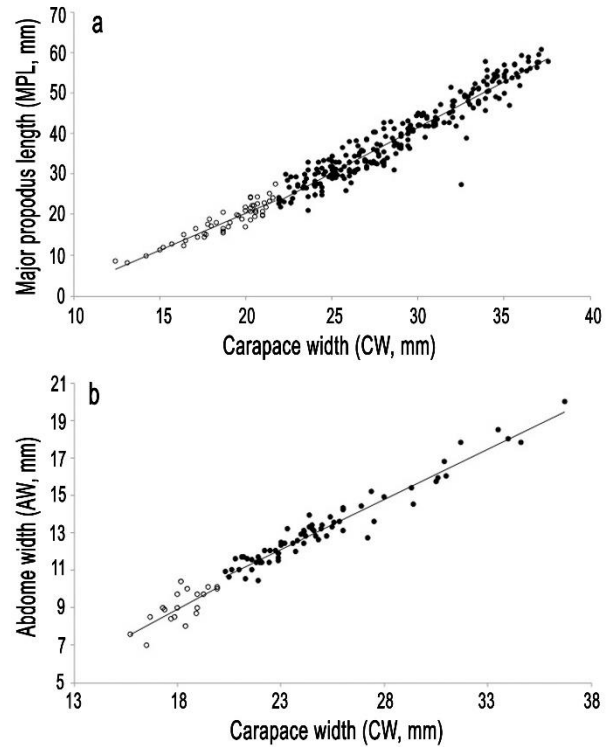 a
Major propodus length (MPL, mm)
70
60
50
40
30
20
10
0
10 15 20 25 30 35 40
Carapace width (CW, mm)
b
Abdome width (AW, mm)
21
19
17
15
13
11
9
7
5
13 18 23 28 33 38
Carapace width (CW, mm)